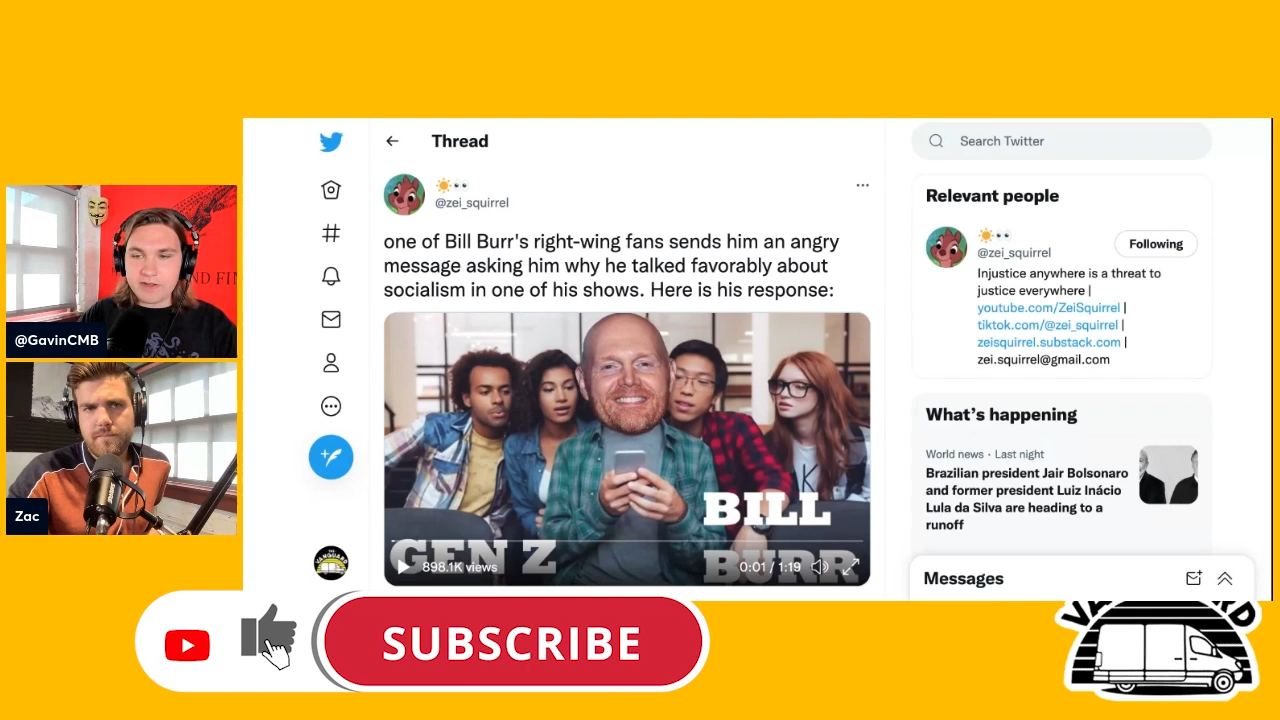 Thread
Search Twitter
@zei_squirrel
one of Bill Burr's right-wing fans sends him an angry
message asking him why he talked favorably about
socialism in one of his shows. Here is his response:
BILL
BURR
GEN Z
898.1K views
0:01 / 1:19
Relevant people
@zei_squirrel
Following
Injustice anywhere is a threat to
justice everywhere |
youtube.com/ZeiSquirrel |
tiktok.com/@zei_squirrel |
zeisquirrel.substack.com |
zei.squirrel@gmail.com
What's happening
World news · Last night
Brazilian president Jair Bolsonaro
and former president Luiz Inácio
Lula da Silva are heading to a
runoff
Messages
@GavinCMB
Zac
SUBSCRIBE